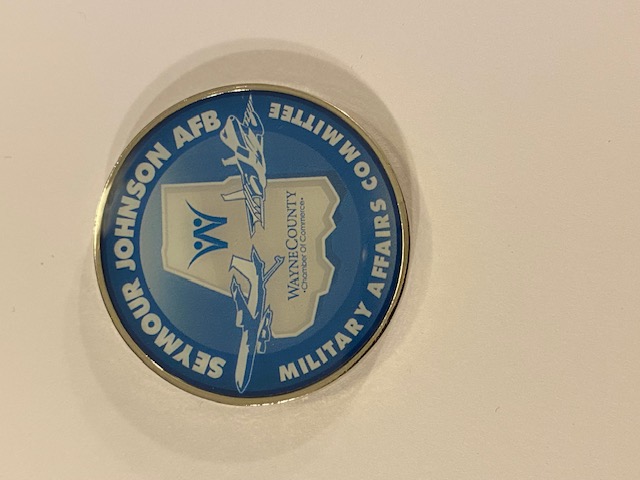 SEYMOUR JOHNSON AFB
WAYNE COUNTY
•Chamber Of Commerce•
MILITARY AFFAIRS COMMITTEE